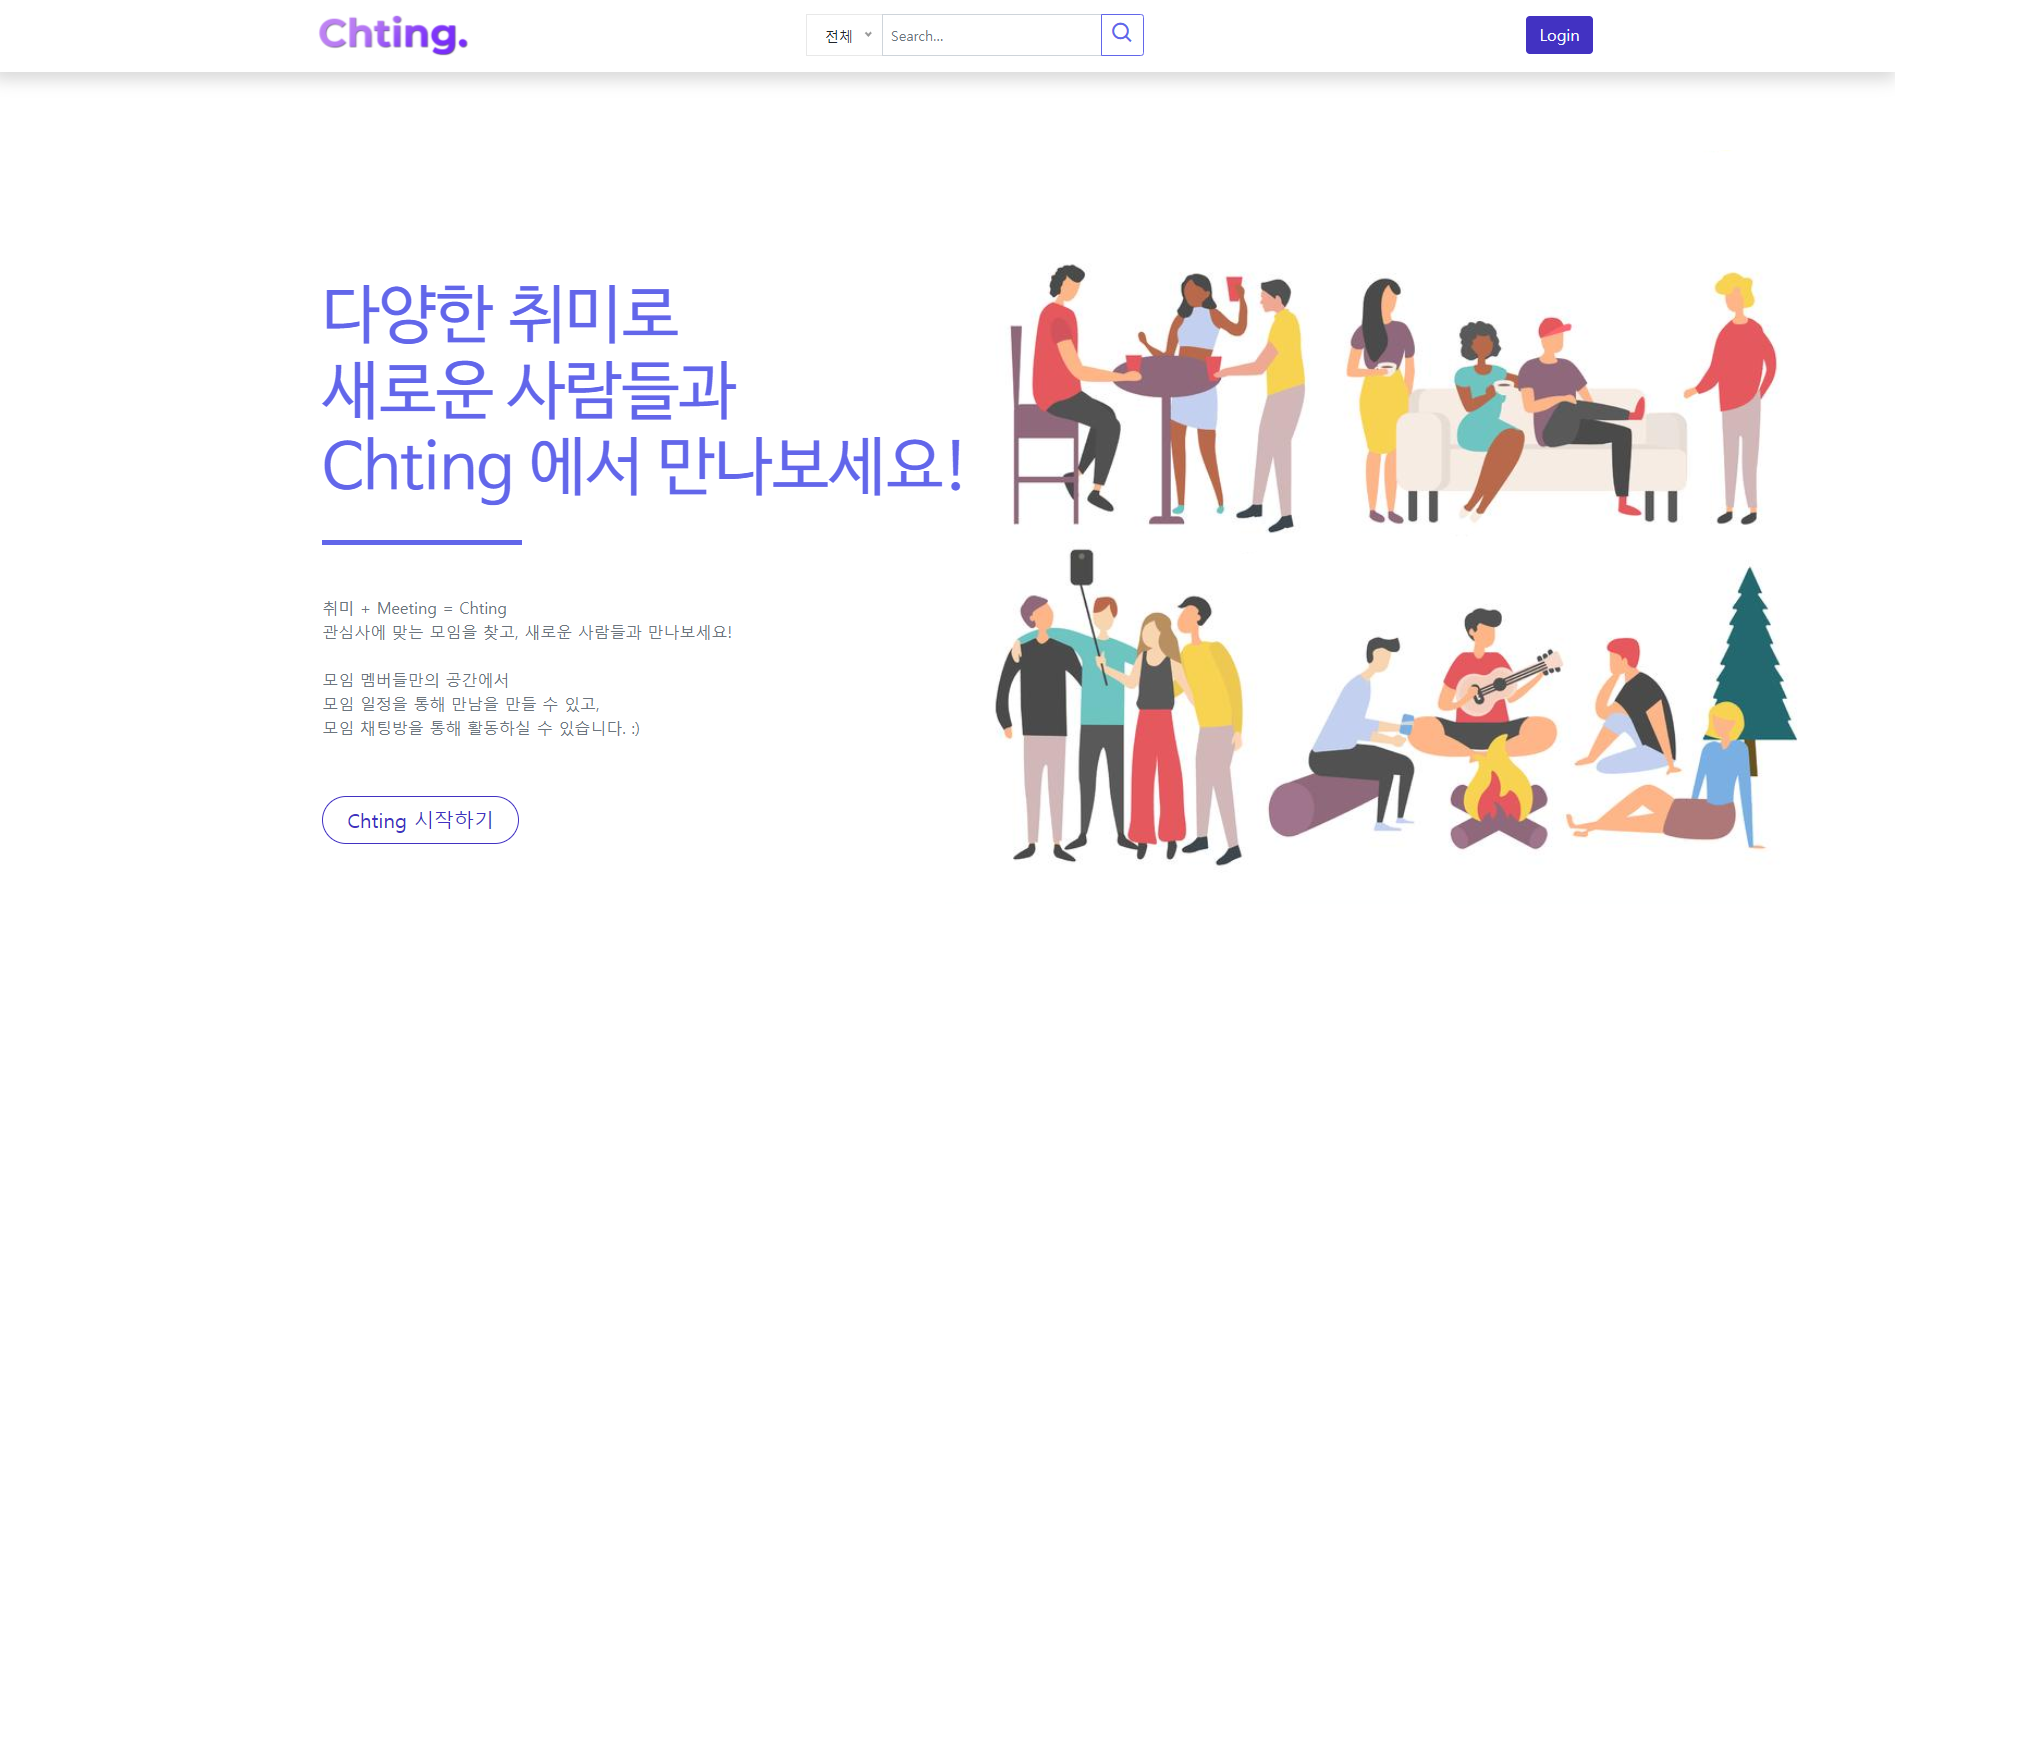 Chting.
전체
Search...
Login
다양한 취미로
새로운 사람들과
Chting 에서 만나보세요!
취미 + Meeting = Chting
관심사에 맞는 모임을 찾고, 새로운 사람들과 만나보세요!
모임 멤버들만의 공간에서
모임 일정을 통해 만남을 만들 수 있고,
모임 채팅방을 통해 활동하실 수 있습니다. :)
Chting 시작하기